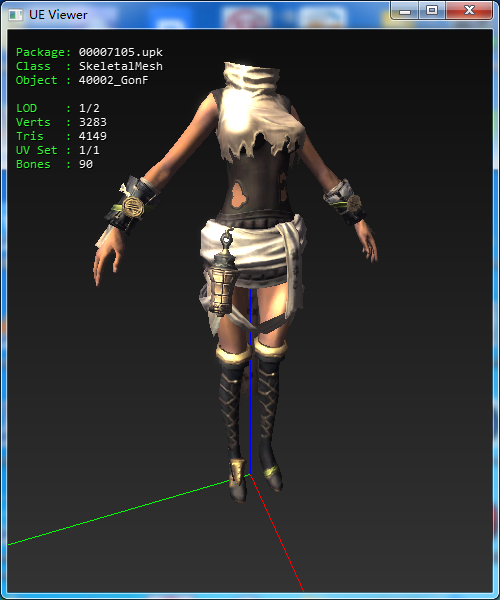 UE Viewer
Package: 00007105.upk
Class  : SkeletalMesh
Object : 40002_GonF
LOD    : 1/2
Verts  : 3283
Tris   : 4149
UV Set : 1/1
Bones  : 90